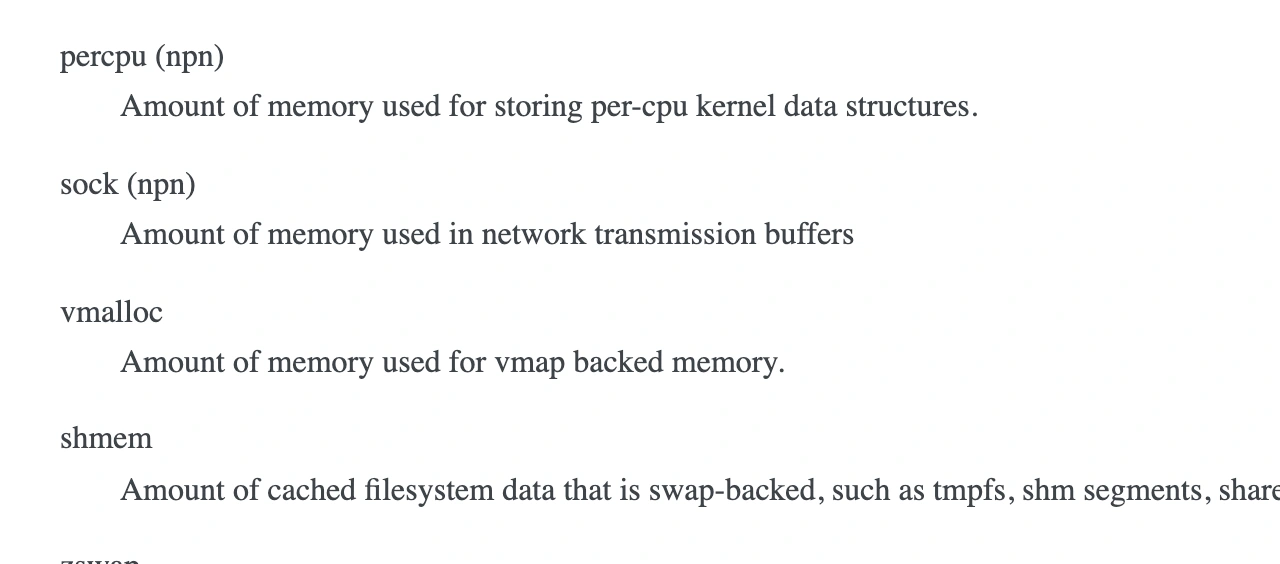 percpu (npn)
Amount of memory used for storing per-cpu kernel data structures.
sock (npn)
Amount of memory used in network transmission buffers
vmalloc
Amount of memory used for vmap backed memory.
shmem
Amount of cached filesystem data that is swap-backed, such as tmpfs, shm segments, share
zswap